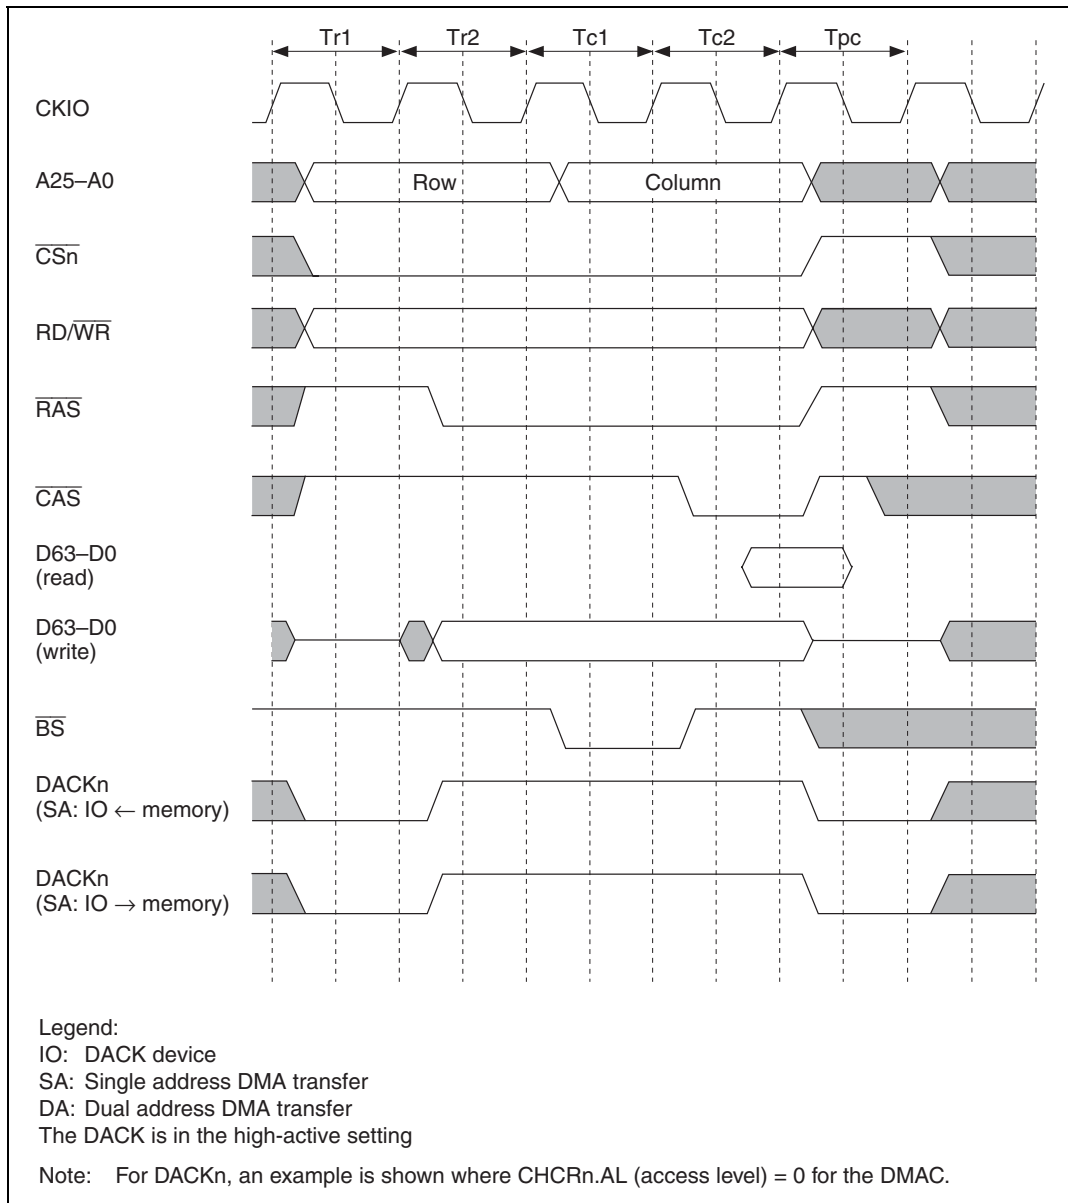 Tr1 Tr2 Tc1 Tc2 Tpc
CKIO
A25–A0 Row Column
CSn
RD/WR
RAS
CAS
D63–D0
(read)
D63–D0
(write)
BS
DACKn
(SA: IO ← memory)
DACKn
(SA: IO → memory)
Legend:
IO: DACK device
SA: Single address DMA transfer
DA: Dual address DMA transfer
The DACK is in the high-active setting
Note: For DACKn, an example is shown where CHCRn.AL (access level) = 0 for the DMAC.